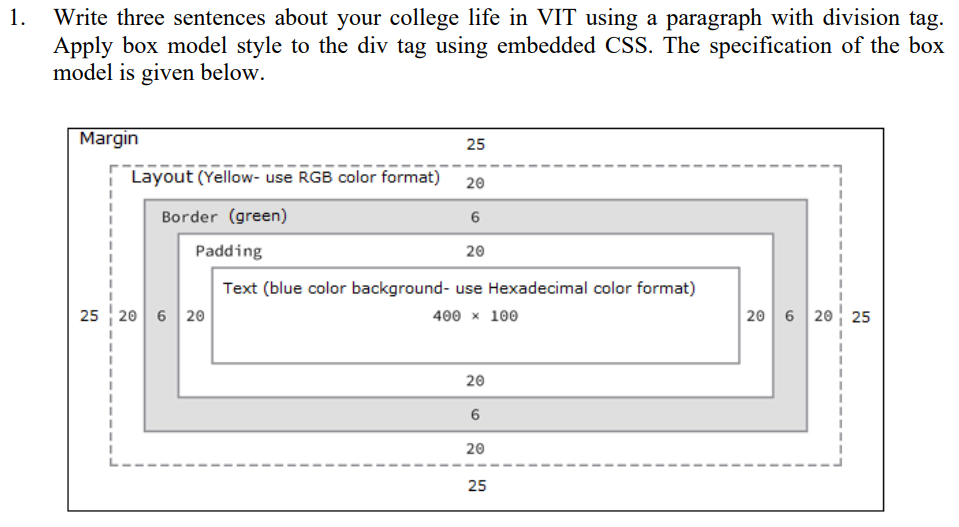 1. Write three sentences about your college life in VIT using a paragraph with division tag.
Apply box model style to the div tag using embedded CSS. The specification of the box
model is given below.
Margin
25
Layout (Yellow- use RGB color format) 20
Border (green) 6
Padding 20
Text (blue color background- use Hexadecimal color format)
25 20 6 20 400 × 100 20 6 20 25
20
6
20
25